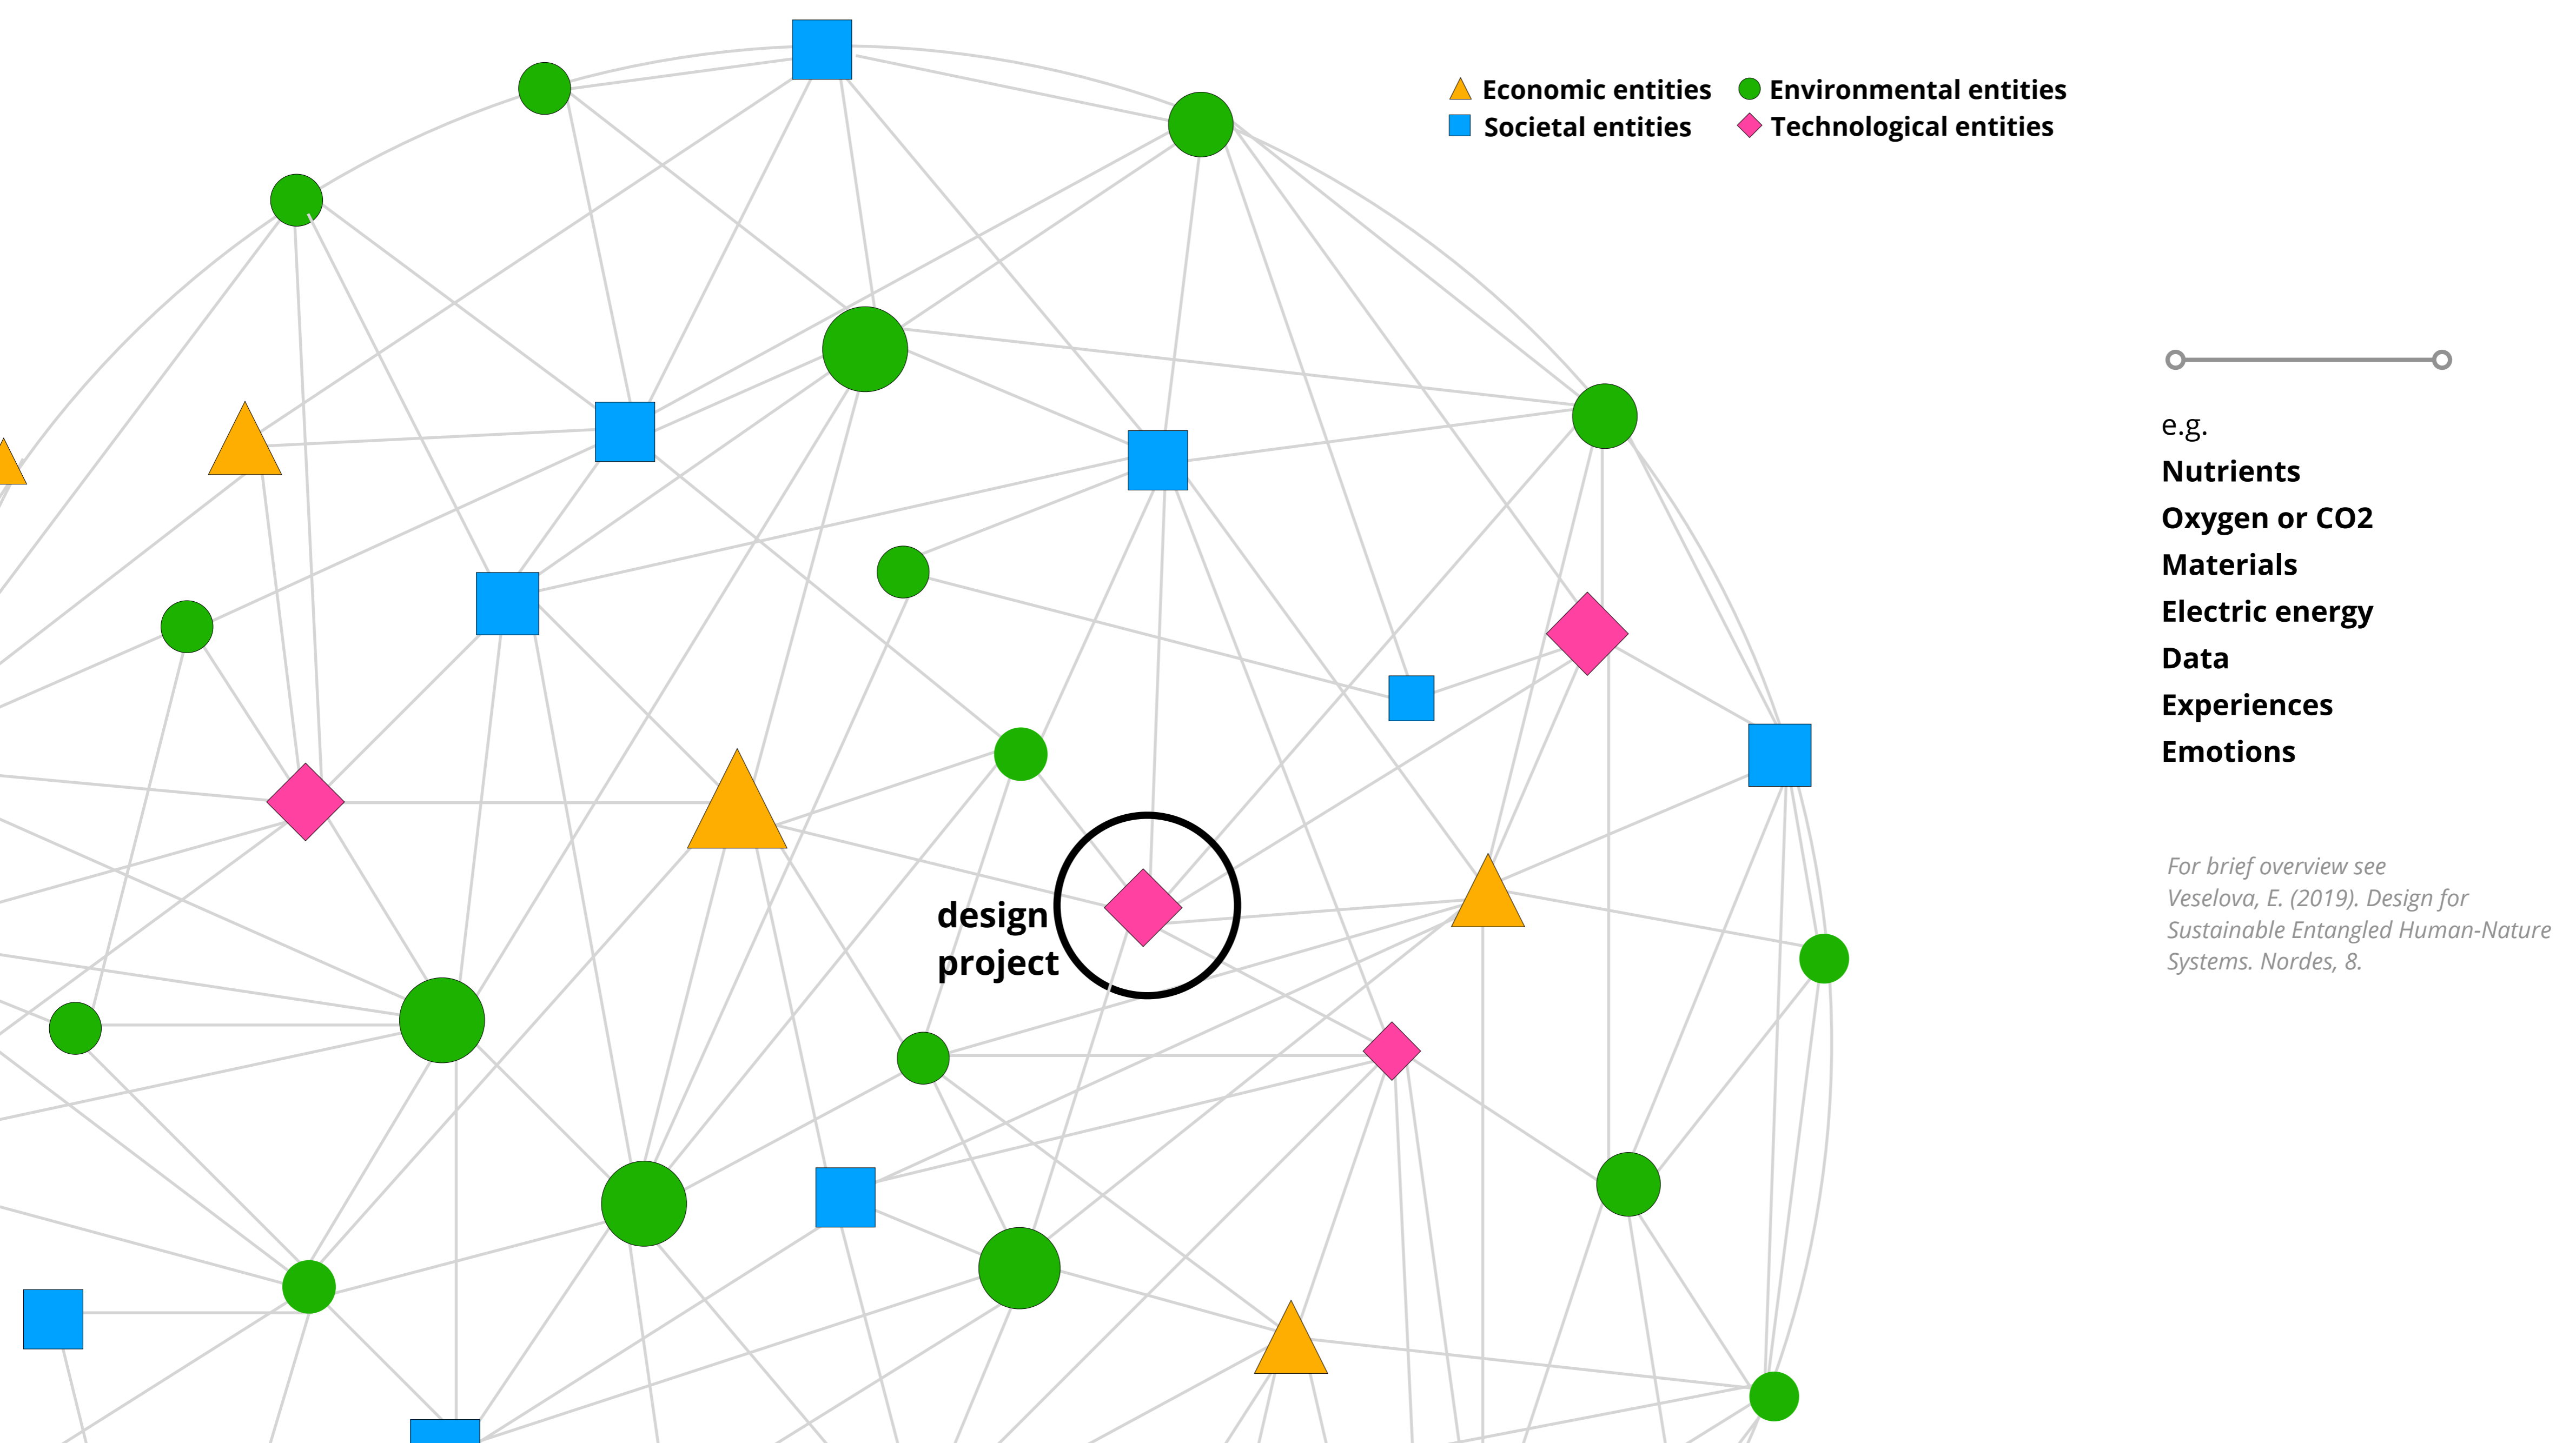 Economic entities
Environmental entities
Societal entities
Technological entities
e.g.
Nutrients
Oxygen or CO2
Materials
Electric energy
Data
Experiences
Emotions
For brief overview see
Veselova, E. (2019). Design for
Sustainable Entangled Human-Nature
Systems. Nordes, 8.
design
project